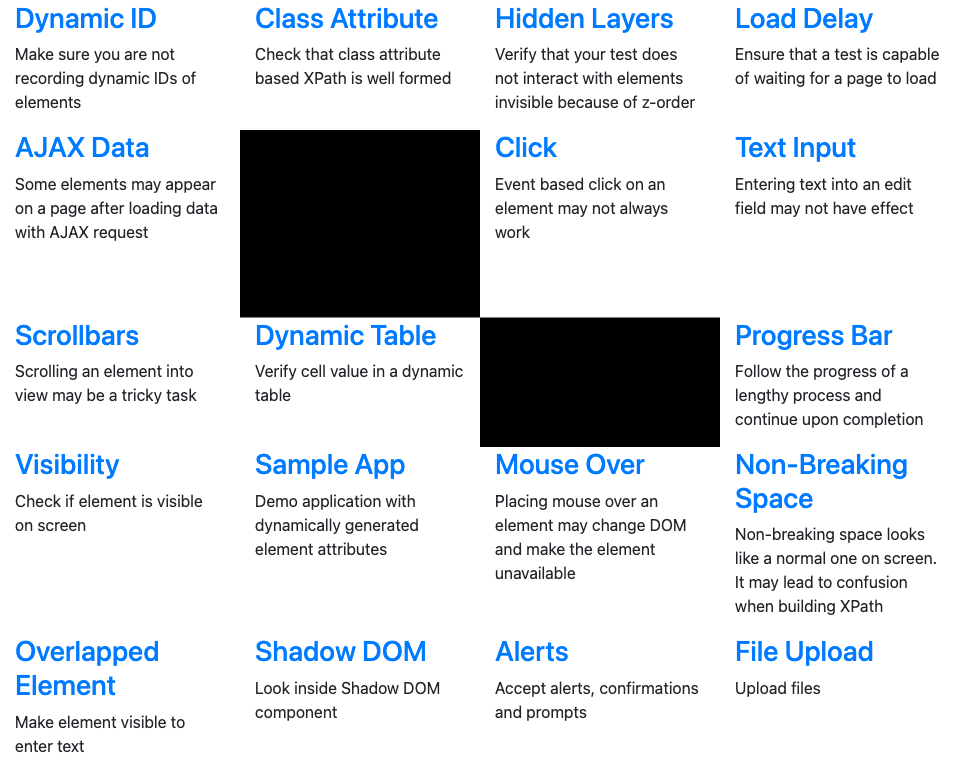 Dynamic ID
Make sure you are not
recording dynamic IDs of
elements
Class Attribute
Check that class attribute
based XPath is well formed
Hidden Layers
Verify that your test does
not interact with elements
invisible because of z-order
Load Delay
Ensure that a test is capable
of waiting for a page to load
AJAX Data
Some elements may appear
on a page after loading data
with AJAX request
Click
Event based click on an
element may not always
work
Text Input
Entering text into an edit
field may not have effect
Scrollbars
Scrolling an element into
view may be a tricky task
Dynamic Table
Verify cell value in a dynamic
table
Progress Bar
Follow the progress of a
lengthy process and
continue upon completion
Visibility
Check if element is visible
on screen
Sample App
Demo application with
dynamically generated
element attributes
Mouse Over
Placing mouse over an
element may change DOM
and make the element
unavailable
Non-Breaking
Space
Non-breaking space looks
like a normal one on screen.
It may lead to confusion
when building XPath
Overlapped
Element
Make element visible to
enter text
Shadow DOM
Look inside Shadow DOM
component
Alerts
Accept alerts, confirmations
and prompts
File Upload
Upload files